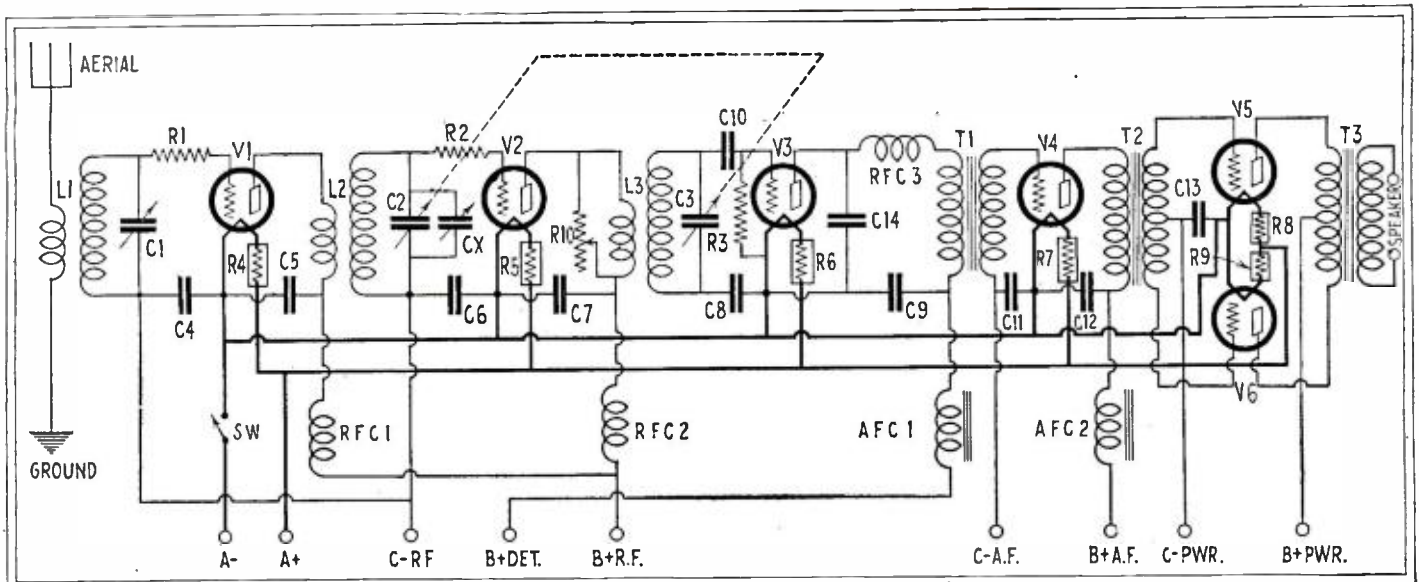 AERIAL
R1
V1
L1
C1
R4
C4
C5
L2
R2
V2
C2
CX
R10
R5
C6
C7
L3
C10
V3
C3
R3
RFC3
C14
R6
C8
C9
T1
V4
T2
R7
C11
C12
V5
T3
C13
R8
R9
SPEAKER
V6
SW
RFC1
RFC2
AFC1
AFC2
GROUND
A-
A+
C-RF
B+DET.
B+R.F.
C-A.F.
B+A.F.
C-PWR.
B+PWR.